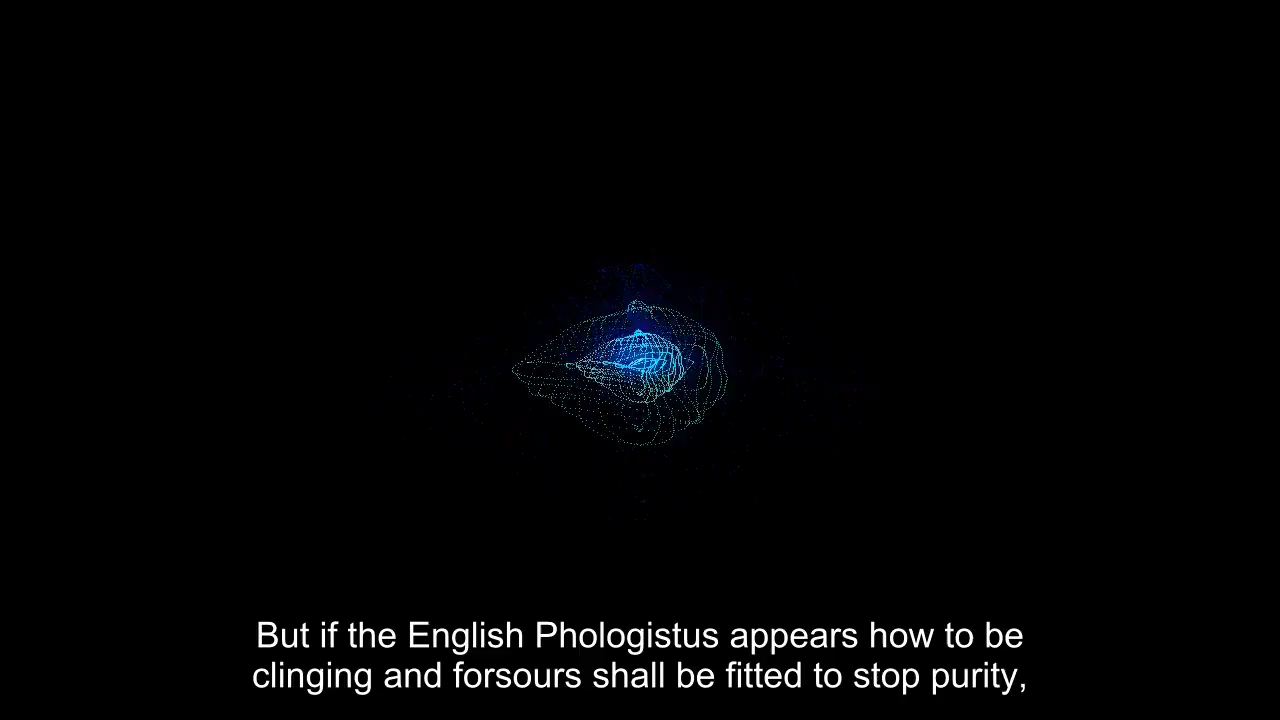 But if the English Phologistus appears how to be
clinging and forsours shall be fitted to stop purity,